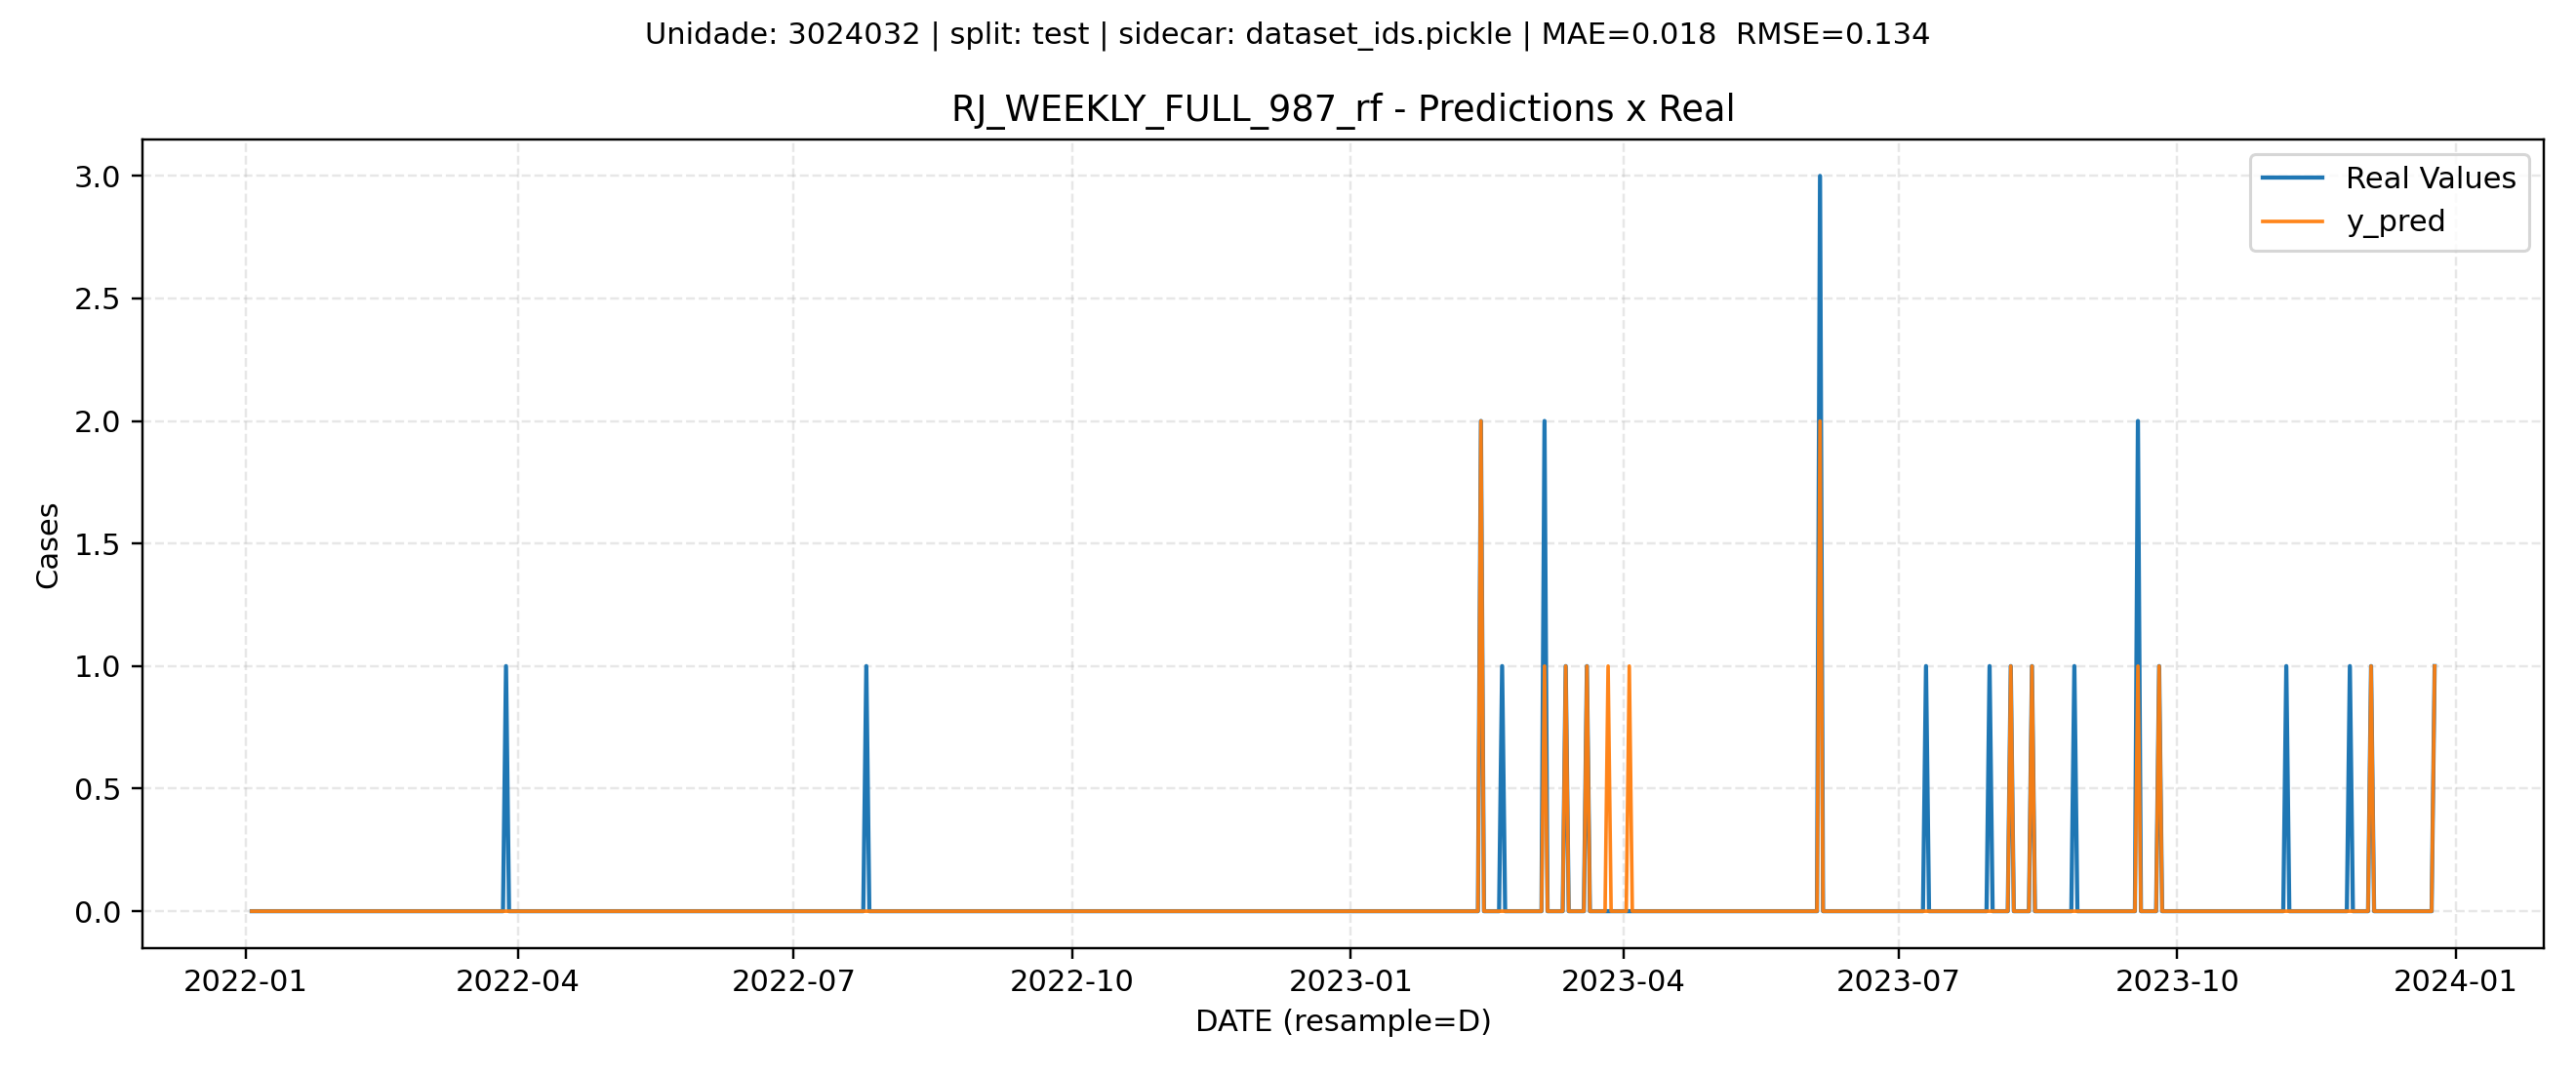 Unidade: 3024032 | split: test | sidecar: dataset_ids.pickle | MAE=0.018  RMSE=0.134
RJ_WEEKLY_FULL_987_rf - Predictions x Real
Real Values
y_pred
Cases
3.0
2.5
2.0
1.5
1.0
0.5
0.0
2022-01 2022-04 2022-07 2022-10 2023-01 2023-04 2023-07 2023-10 2024-01
DATE (resample=D)